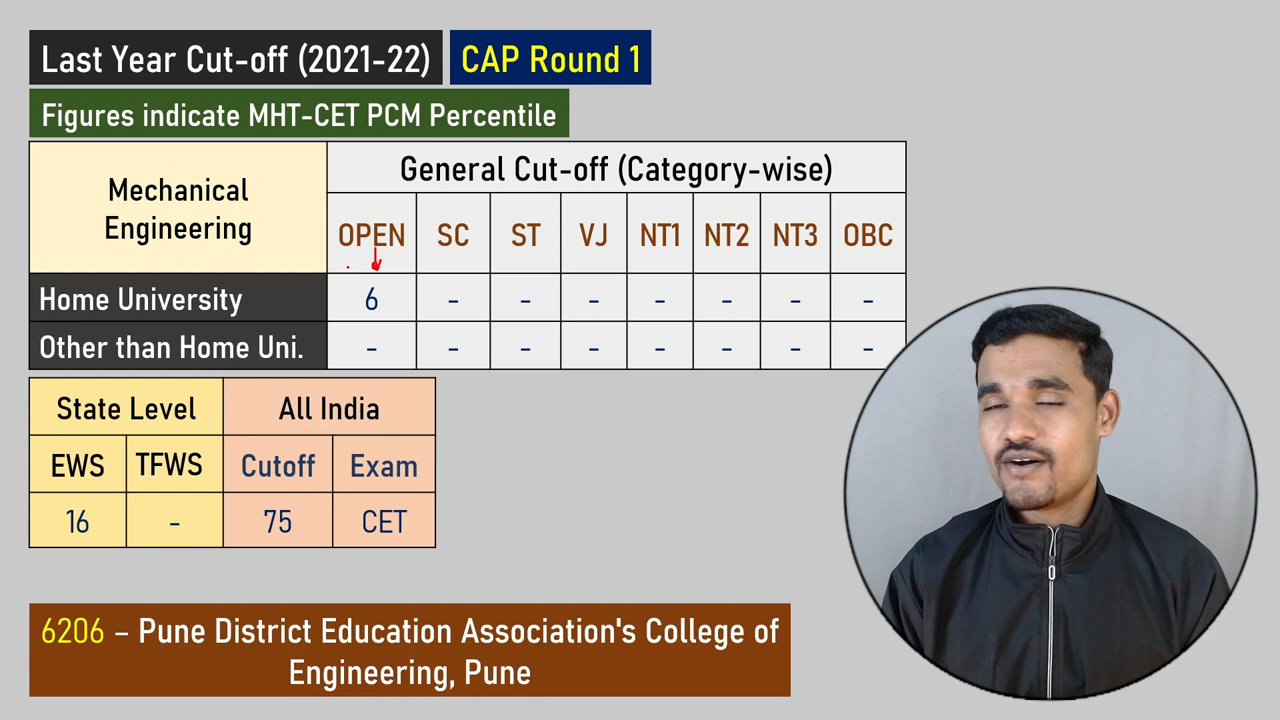 Last Year Cut-off (2021-22) CAP Round 1
Figures indicate MHT-CET PCM Percentile
Mechanical Engineering General Cut-off (Category-wise)
OPEN SC ST VJ NT1 NT2 NT3 OBC
Home University 6 - - - - - - -
Other than Home Uni. - - - - - - - -
State Level All India
EWS TFWS Cutoff Exam
16 - 75 CET
6206 – Pune District Education Association's College of
Engineering, Pune